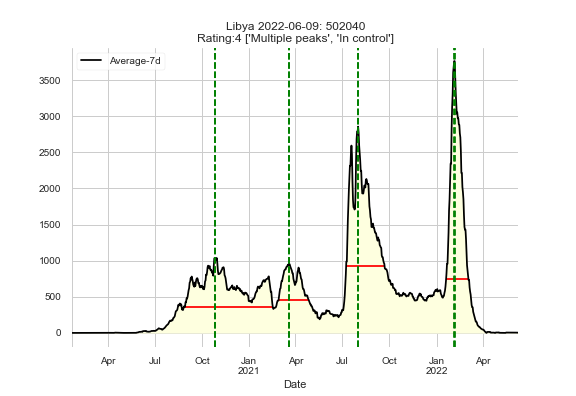 Libya 2022-06-09: 502040
Rating:4 ['Multiple peaks', 'In control']
Average-7d
3500
3000
2500
2000
1500
1000
500
0
Apr Jul Oct Jan Apr Jul Oct Jan Apr
2021 2022
Date